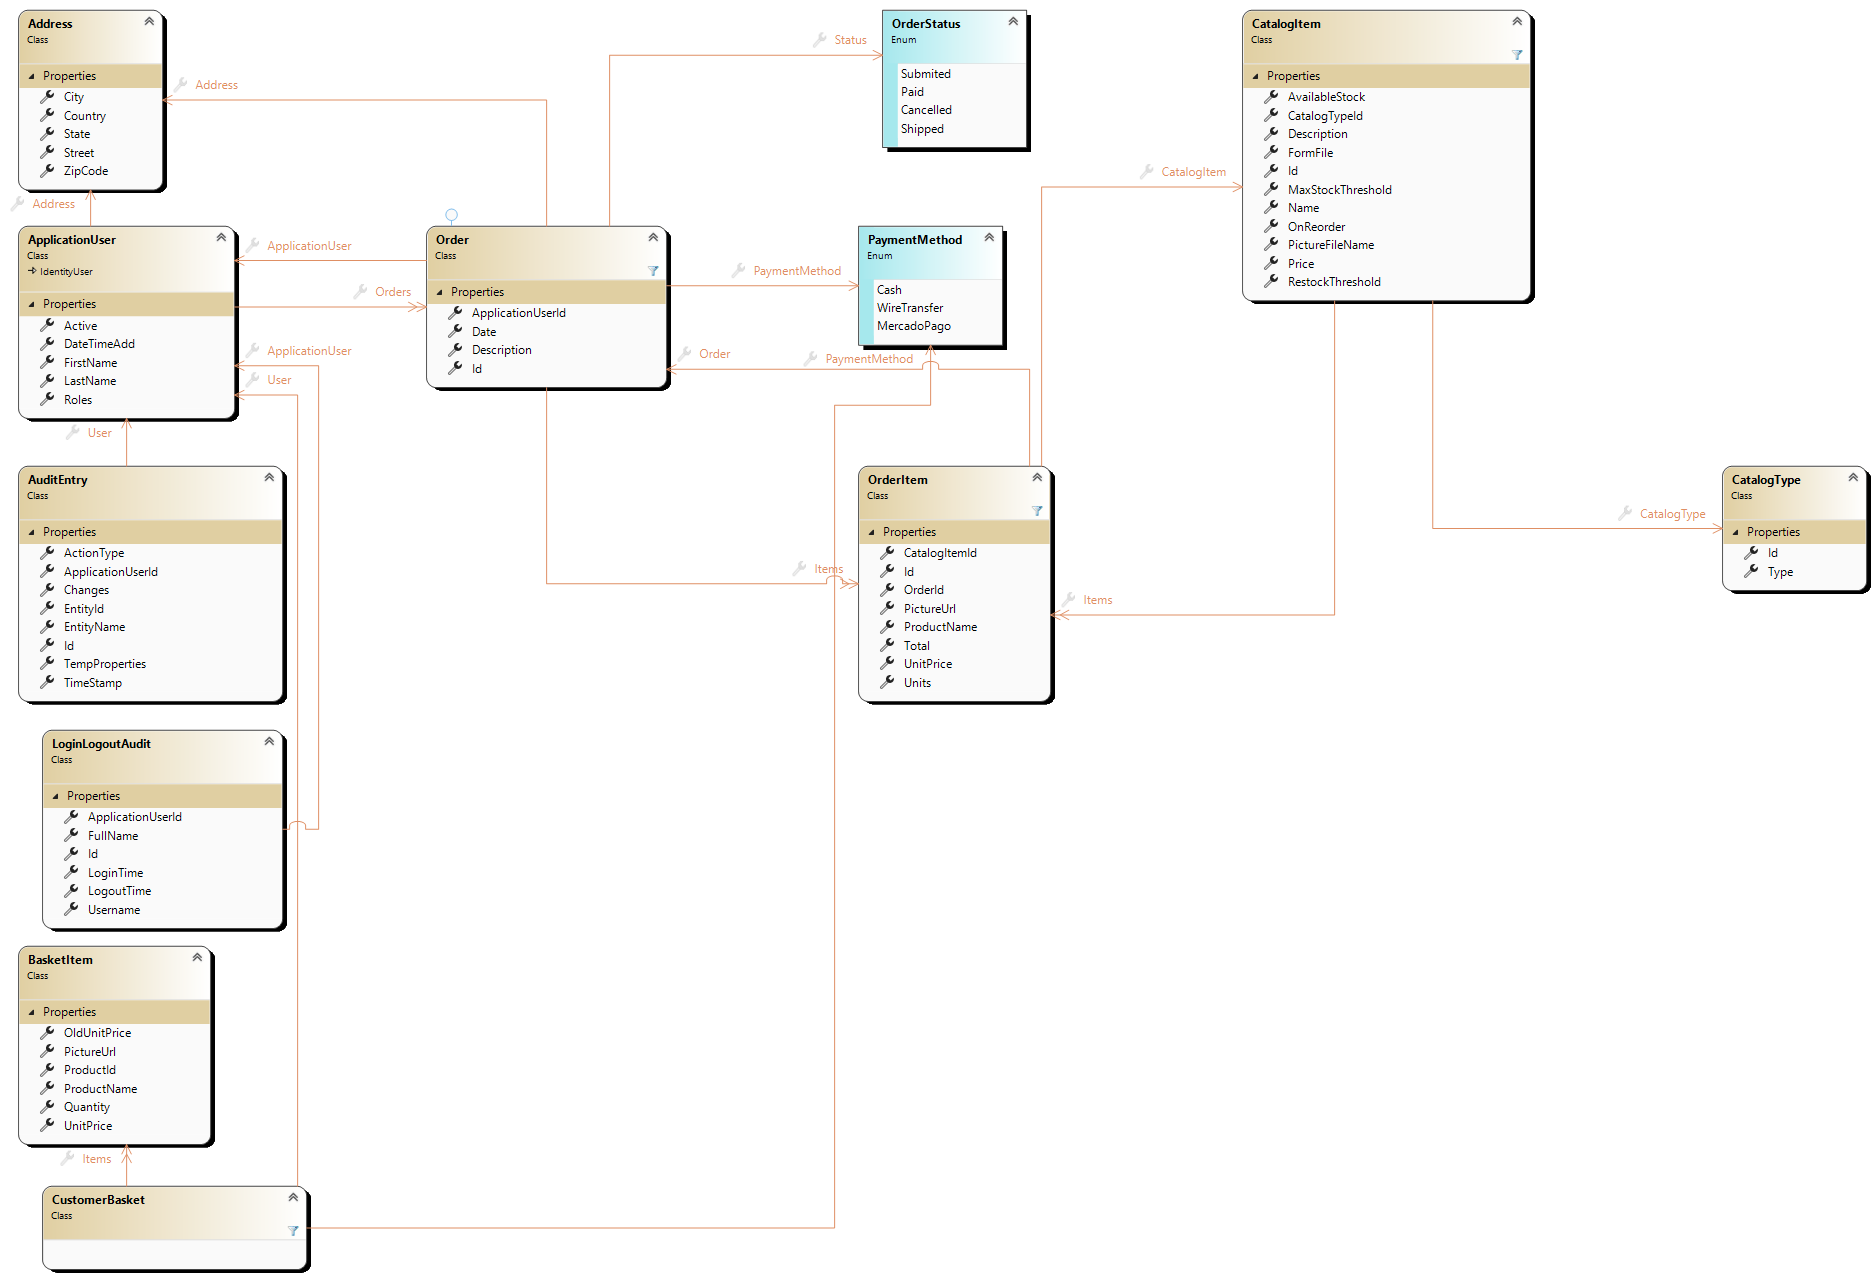 Address
Class
Properties
City
Country
State
Street
ZipCode
Address
Address
ApplicationUser
Class
IdentityUser
Properties
Active
DateTimeAdd
FirstName
LastName
Roles
ApplicationUser
Orders
ApplicationUser
User
User
Order
Class
Properties
ApplicationUserId
Date
Description
Id
Status
OrderStatus
Enum
Submited
Paid
Cancelled
Shipped
PaymentMethod
PaymentMethod
Enum
Cash
WireTransfer
MercadoPago
Order
PaymentMethod
CatalogItem
CatalogItem
Class
Properties
AvailableStock
CatalogTypeId
Description
FormFile
Id
MaxStockThreshold
Name
OnReorder
PictureFileName
Price
RestockThreshold
AuditEntry
Class
Properties
ActionType
ApplicationUserId
Changes
EntityId
EntityName
Id
TempProperties
TimeStamp
Items
OrderItem
Class
Properties
CatalogItemId
Id
OrderId
PictureUrl
ProductName
Total
UnitPrice
Units
Items
CatalogType
CatalogType
Class
Properties
Id
Type
LoginLogoutAudit
Class
Properties
ApplicationUserId
FullName
Id
LoginTime
LogoutTime
Username
BasketItem
Class
Properties
OldUnitPrice
PictureUrl
ProductId
ProductName
Quantity
UnitPrice
Items
CustomerBasket
Class